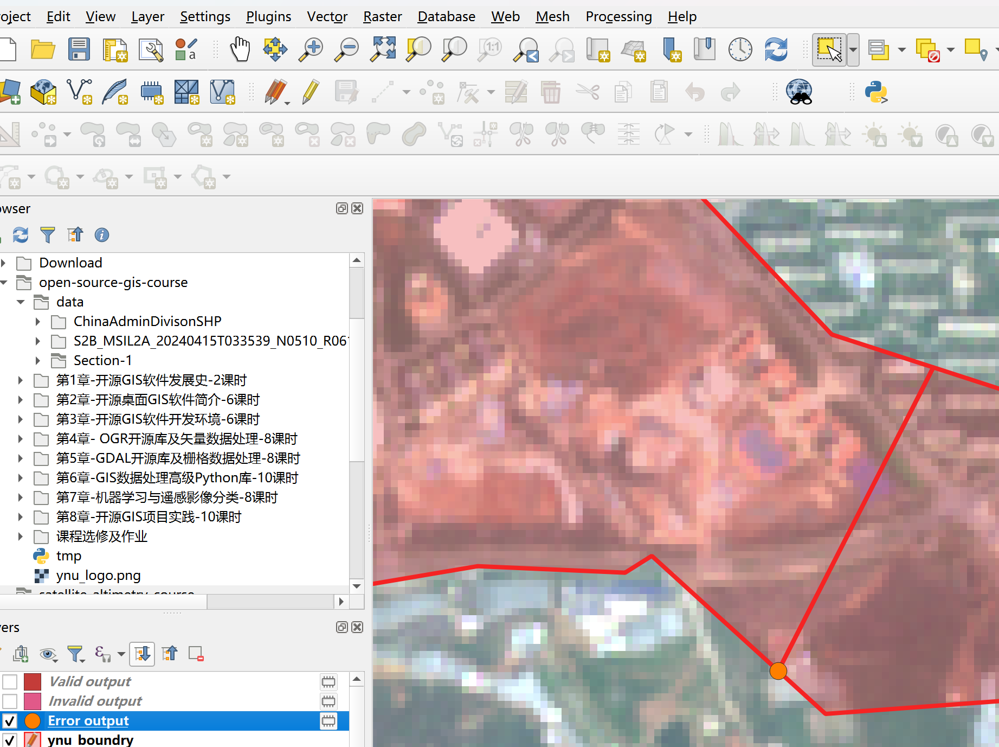 oject Edit View Layer Settings Plugins Vector Raster Database Web Mesh Processing Help
1:1
a
owser
Download
open-source-gis-course
data
ChinaAdminDivisonSHP
S2B_MSIL2A_20240415T033539_N0510_R061
Section-1
第1章-开源GIS软件发展史-2课时
第2章-开源桌面GIS软件简介-6课时
第3章-开源GIS软件开发环境-6课时
第4章- OGR开源库及矢量数据处理-8课时
第5章-GDAL开源库及栅格数据处理-8课时
第6章-GIS数据处理高级Python库-10课时
第7章-机器学习与遥感影像分类-8课时
第8章-开源GIS项目实践-10课时
课程选修及作业
tmp
ynu_logo.png
satellite-altimetry-course
yers
Valid output
Invalid output
Error output
ynu_boundry